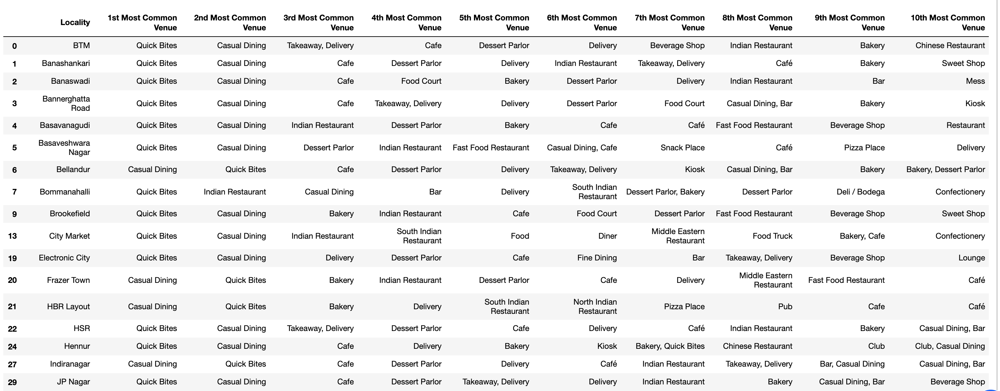 Locality 1st Most Common Venue 2nd Most Common Venue 3rd Most Common Venue 4th Most Common Venue 5th Most Common Venue 6th Most Common Venue 7th Most Common Venue 8th Most Common Venue 9th Most Common Venue 10th Most Common Venue
0 BTM Quick Bites Casual Dining Takeaway, Delivery Cafe Dessert Parlor Delivery Beverage Shop Indian Restaurant Bakery Chinese Restaurant
1 Banashankari Quick Bites Casual Dining Cafe Dessert Parlor Delivery Indian Restaurant Takeaway, Delivery Café Bakery Sweet Shop
2 Banaswadi Quick Bites Casual Dining Cafe Food Court Bakery Dessert Parlor Delivery Indian Restaurant Bar Mess
3 Bannerghatta Road Quick Bites Casual Dining Cafe Takeaway, Delivery Delivery Dessert Parlor Food Court Casual Dining, Bar Bakery Kiosk
4 Basavanagudi Quick Bites Casual Dining Indian Restaurant Dessert Parlor Bakery Cafe Café Fast Food Restaurant Beverage Shop Restaurant
5 Basaveshwara Nagar Quick Bites Casual Dining Dessert Parlor Indian Restaurant Fast Food Restaurant Casual Dining, Cafe Snack Place Café Pizza Place Delivery
6 Bellandur Casual Dining Quick Bites Cafe Dessert Parlor Delivery Takeaway, Delivery Kiosk Casual Dining, Bar Bakery Bakery, Dessert Parlor
7 Bommanahalli Quick Bites Indian Restaurant Casual Dining Bar Delivery South Indian Restaurant Dessert Parlor, Bakery Dessert Parlor Deli / Bodega Confectionery
9 Brookefield Quick Bites Casual Dining Bakery Indian Restaurant Cafe Food Court Dessert Parlor Fast Food Restaurant Beverage Shop Sweet Shop
13 City Market Quick Bites Casual Dining Indian Restaurant South Indian Restaurant Food Diner Middle Eastern Restaurant Food Truck Bakery, Cafe Confectionery
19 Electronic City Quick Bites Casual Dining Delivery Dessert Parlor Cafe Fine Dining Bar Takeaway, Delivery Beverage Shop Lounge
20 Frazer Town Casual Dining Quick Bites Bakery Indian Restaurant Dessert Parlor Cafe Delivery Middle Eastern Restaurant Fast Food Restaurant Café
21 HBR Layout Casual Dining Quick Bites Bakery Delivery South Indian Restaurant North Indian Restaurant Pizza Place Pub Cafe Café
22 HSR Quick Bites Casual Dining Takeaway, Delivery Dessert Parlor Cafe Delivery Café Indian Restaurant Bakery Casual Dining, Bar
24 Hennur Quick Bites Casual Dining Cafe Delivery Bakery Kiosk Bakery, Quick Bites Chinese Restaurant Club Club, Casual Dining
27 Indiranagar Casual Dining Quick Bites Cafe Dessert Parlor Delivery Café Indian Restaurant Takeaway, Delivery Bar, Casual Dining Casual Dining, Bar
29 JP Nagar Quick Bites Casual Dining Cafe Dessert Parlor Takeaway, Delivery Delivery Indian Restaurant Bakery Casual Dining, Bar Beverage Shop